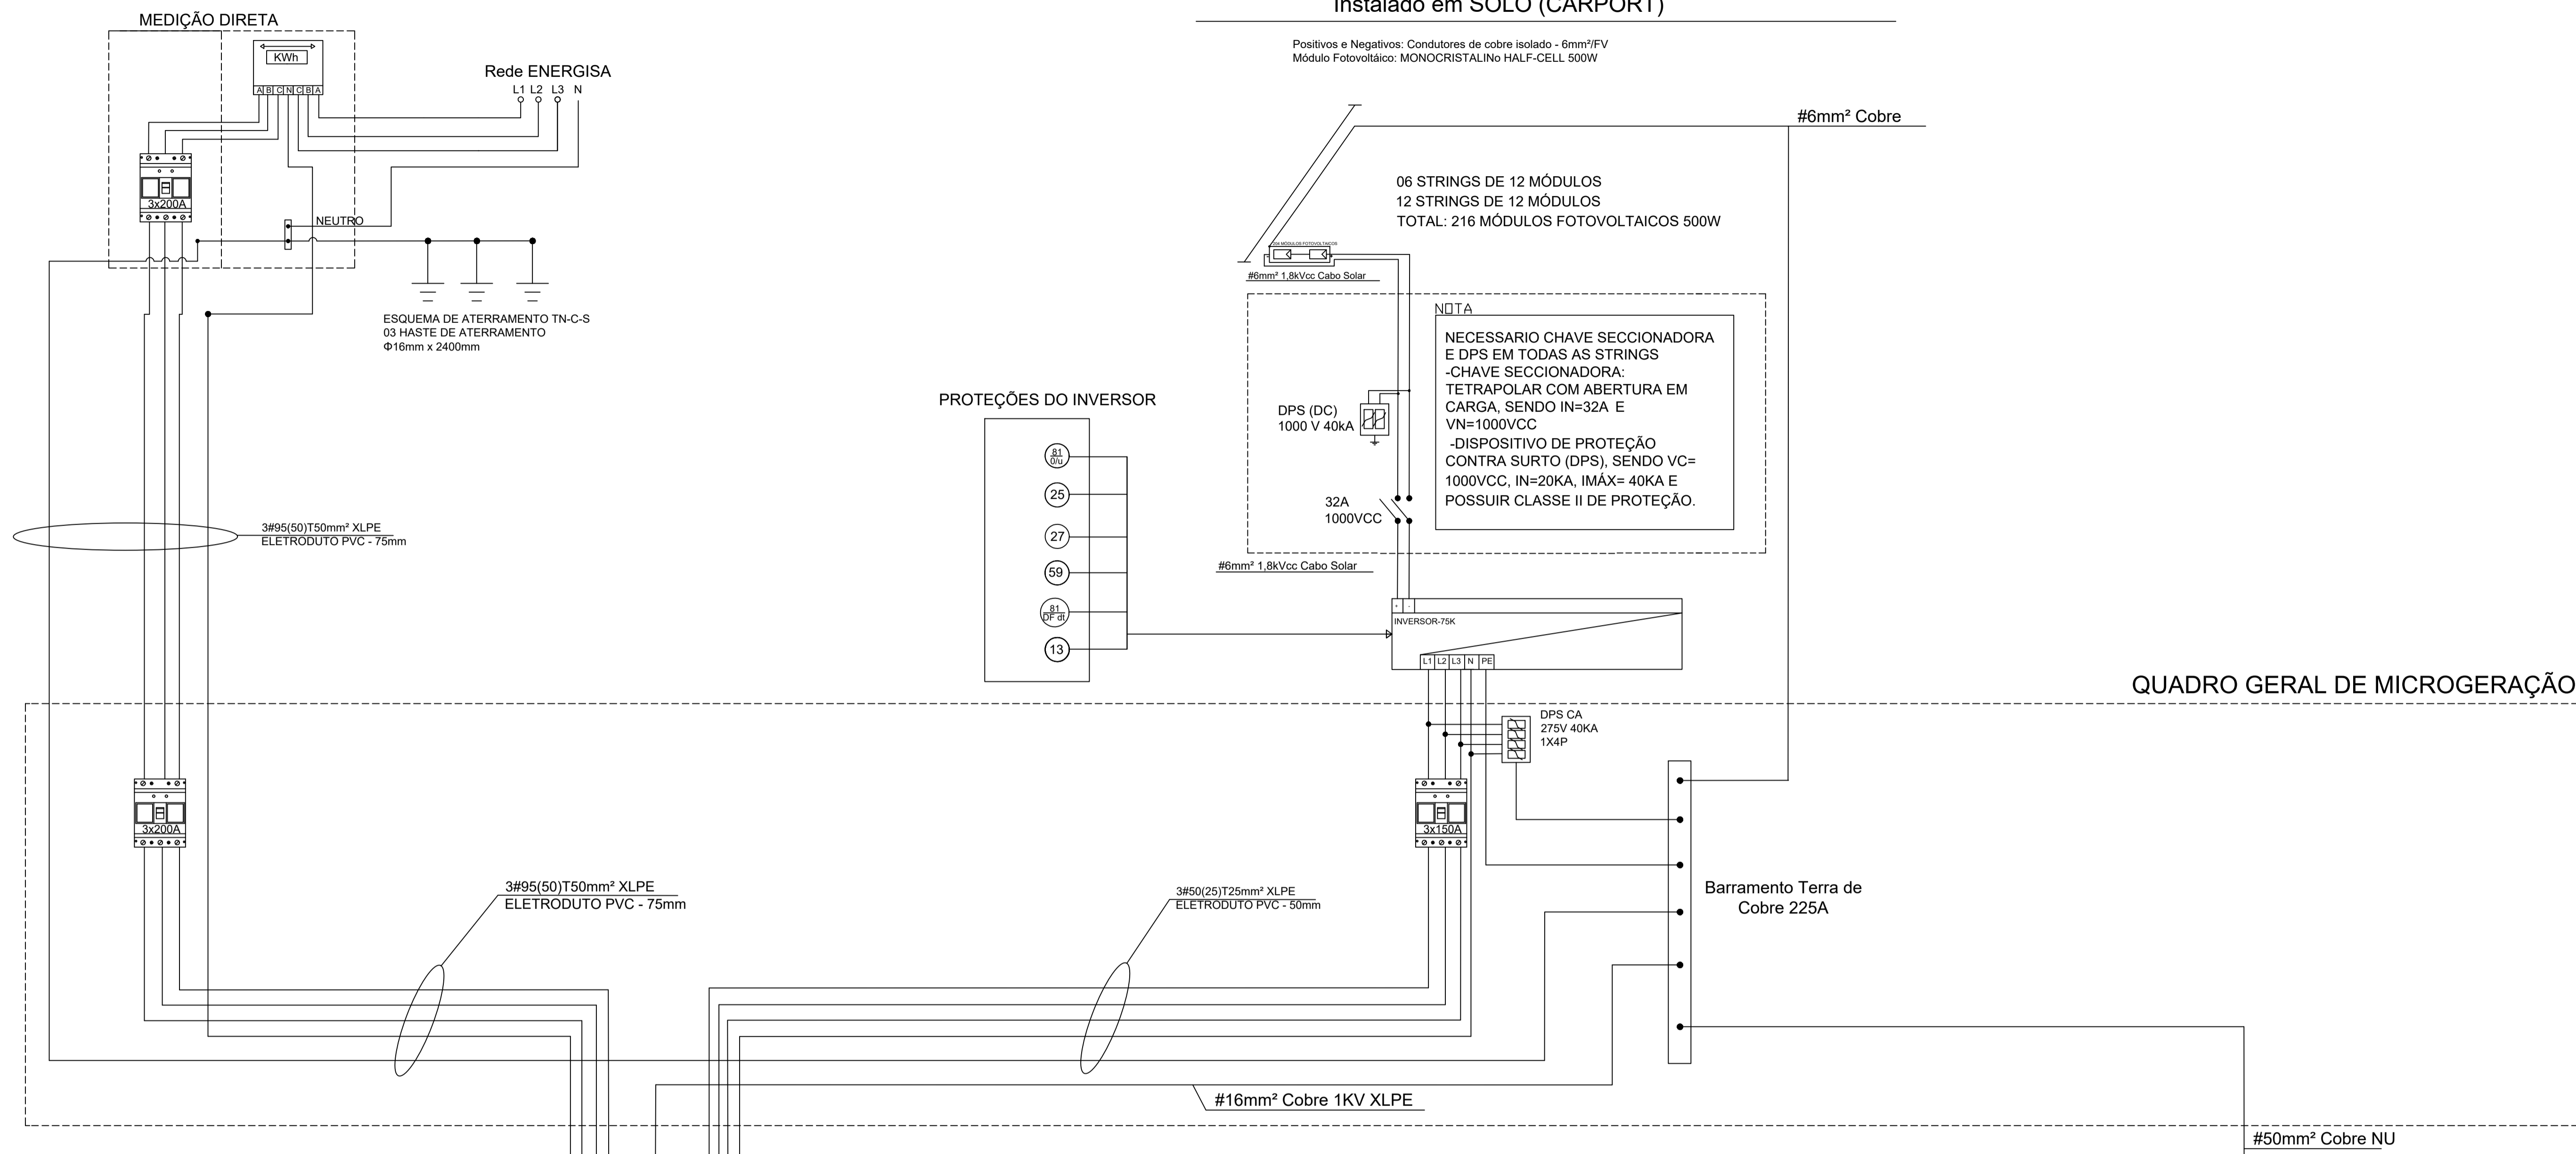 Instalado em SOLO (CARPORT)
Positivos e Negativos: Condutores de cobre isolado - 6mm²/FV
Módulo Fotovoltáico: MONOCRISTALINo HALF-CELL 500W
MEDIÇÃO DIRETA
KWh
A B C N C B A
Rede ENERGISA
L1 L2 L3 N
3x200A
NEUTRO
ESQUEMA DE ATERRAMENTO TN-C-S
03 HASTE DE ATERRAMENTO
Φ16mm x 2400mm
#6mm² Cobre
06 STRINGS DE 12 MÓDULOS
12 STRINGS DE 12 MÓDULOS
TOTAL: 216 MÓDULOS FOTOVOLTAICOS 500W
204 MÓDULOS FOTOVOLTAICOS
#6mm² 1,8kVcc Cabo Solar
NOTA
NECESSARIO CHAVE SECCIONADORA
E DPS EM TODAS AS STRINGS
-CHAVE SECCIONADORA:
TETRAPOLAR COM ABERTURA EM
CARGA, SENDO IN=32A E
VN=1000VCC
-DISPOSITIVO DE PROTEÇÃO
CONTRA SURTO (DPS), SENDO VC=
1000VCC, IN=20KA, IMÁX= 40KA E
POSSUIR CLASSE II DE PROTEÇÃO.
DPS (DC)
1000 V 40kA
32A
1000VCC
#6mm² 1,8kVcc Cabo Solar
PROTEÇÕES DO INVERSOR
81
0/u
25
27
59
81
DF dt
13
3#95(50)T50mm² XLPE
ELETRODUTO PVC - 75mm
+ -
INVERSOR-75K
L1 L2 L3 N PE
QUADRO GERAL DE MICROGERAÇÃO
DPS CA
275V 40KA
1X4P
3x200A
3x150A
3#95(50)T50mm² XLPE
ELETRODUTO PVC - 75mm
3#50(25)T25mm² XLPE
ELETRODUTO PVC - 50mm
Barramento Terra de
Cobre 225A
#16mm² Cobre 1KV XLPE
#50mm² Cobre NU